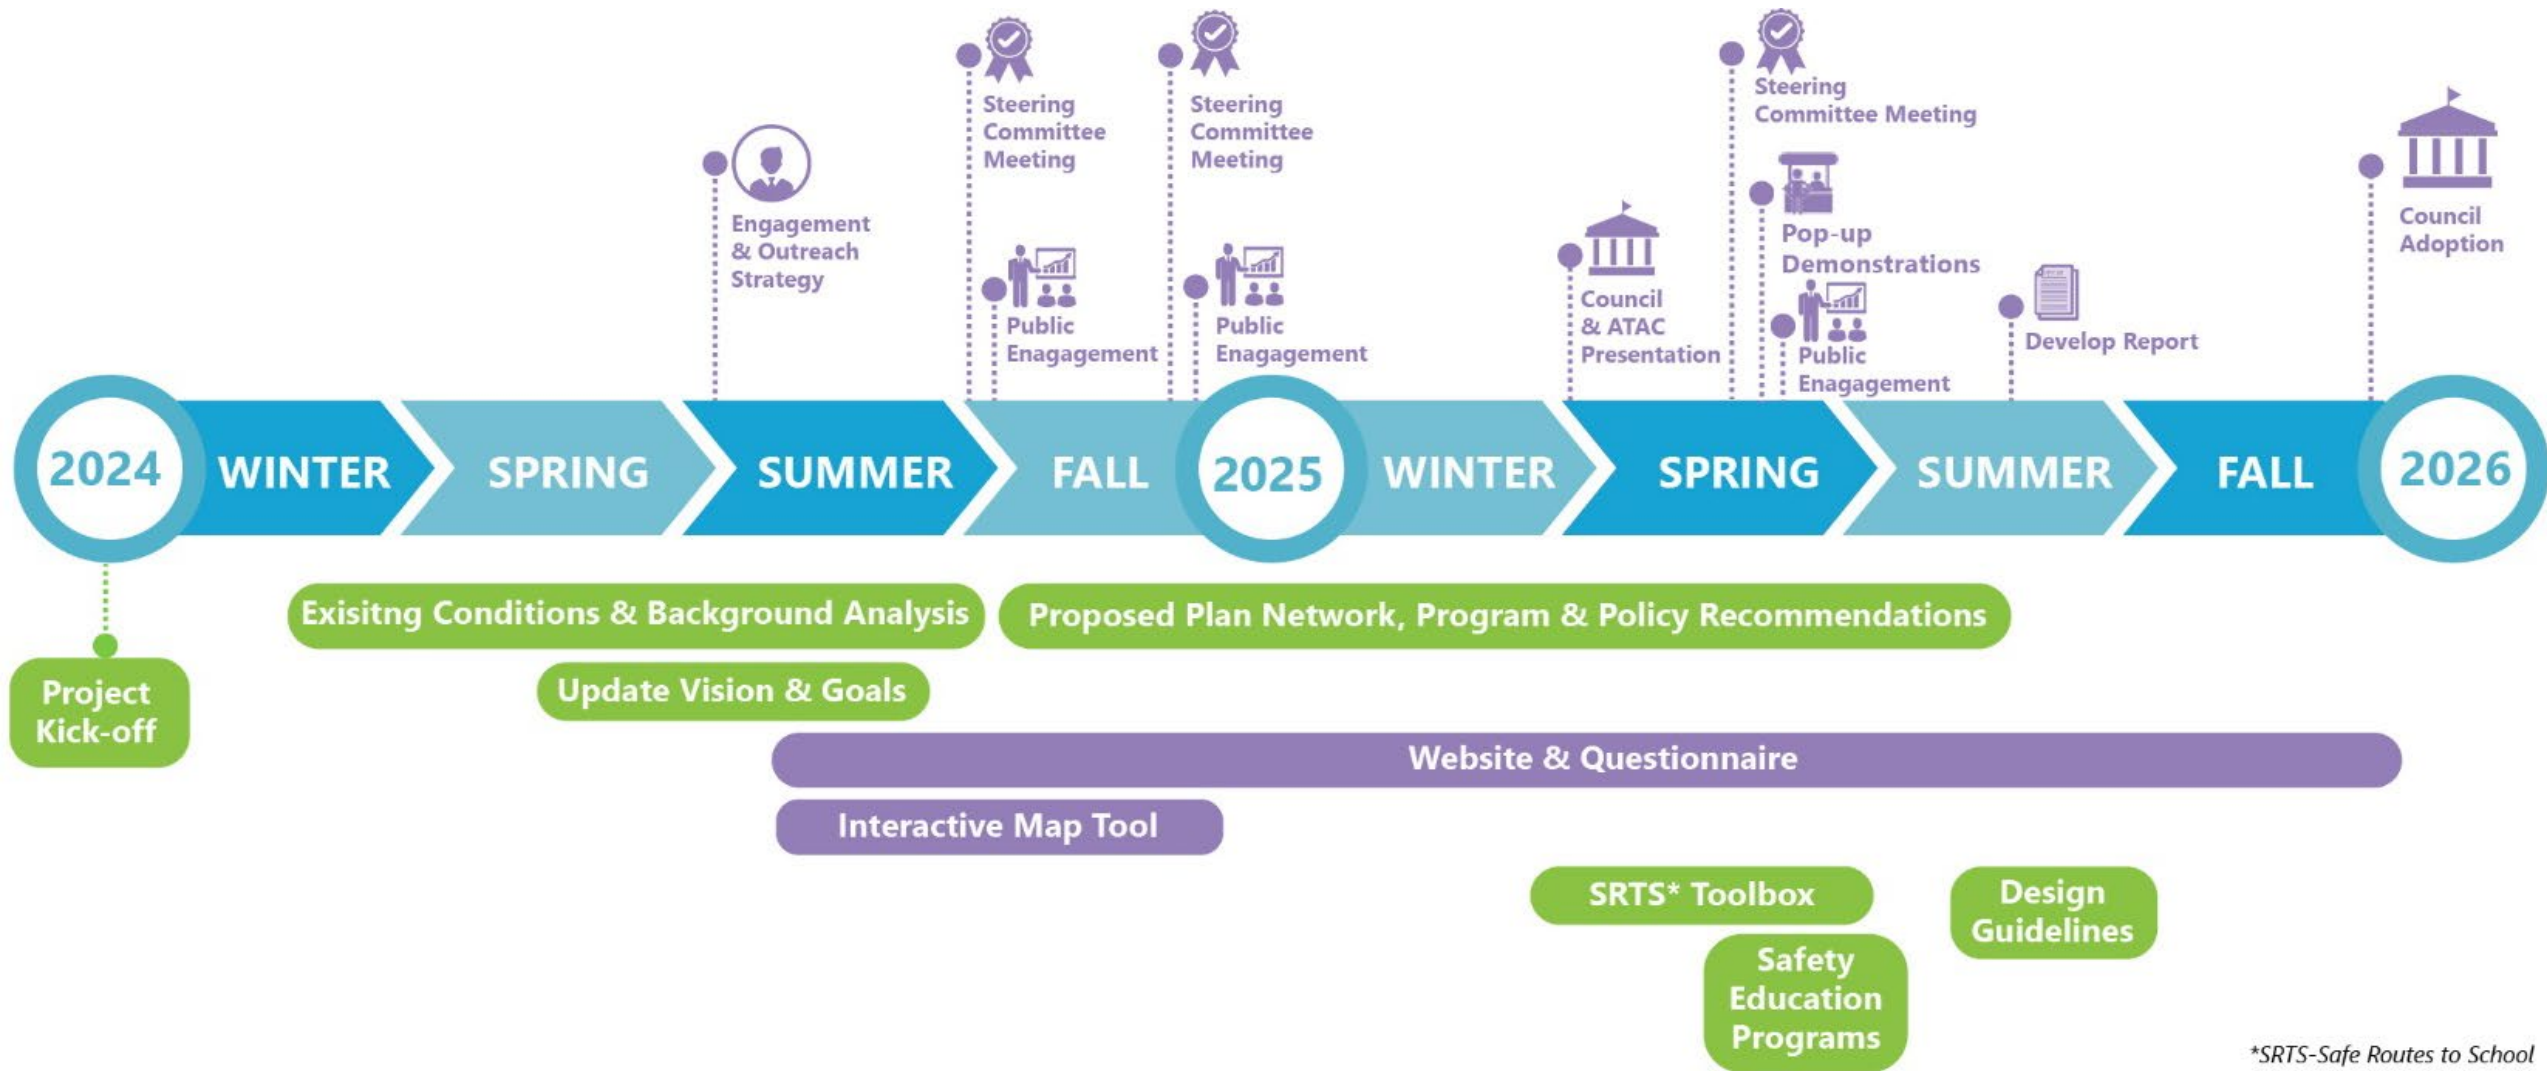 Steering
Committee
Meeting
Steering
Committee
Meeting
Steering
Committee Meeting
Engagement
& Outreach
Strategy
Public
Enagagement
Public
Enagagement
Council
& ATAC
Presentation
Pop-up
Demonstrations
Public
Enagagement
Develop Report
Council
Adoption
2024
WINTER
SPRING
SUMMER
FALL
2025
WINTER
SPRING
SUMMER
FALL
2026
Project
Kick-off
Exisitng Conditions & Background Analysis
Proposed Plan Network, Program & Policy Recommendations
Update Vision & Goals
Website & Questionnaire
Interactive Map Tool
SRTS* Toolbox
Safety
Education
Programs
Design
Guidelines
*SRTS-Safe Routes to School